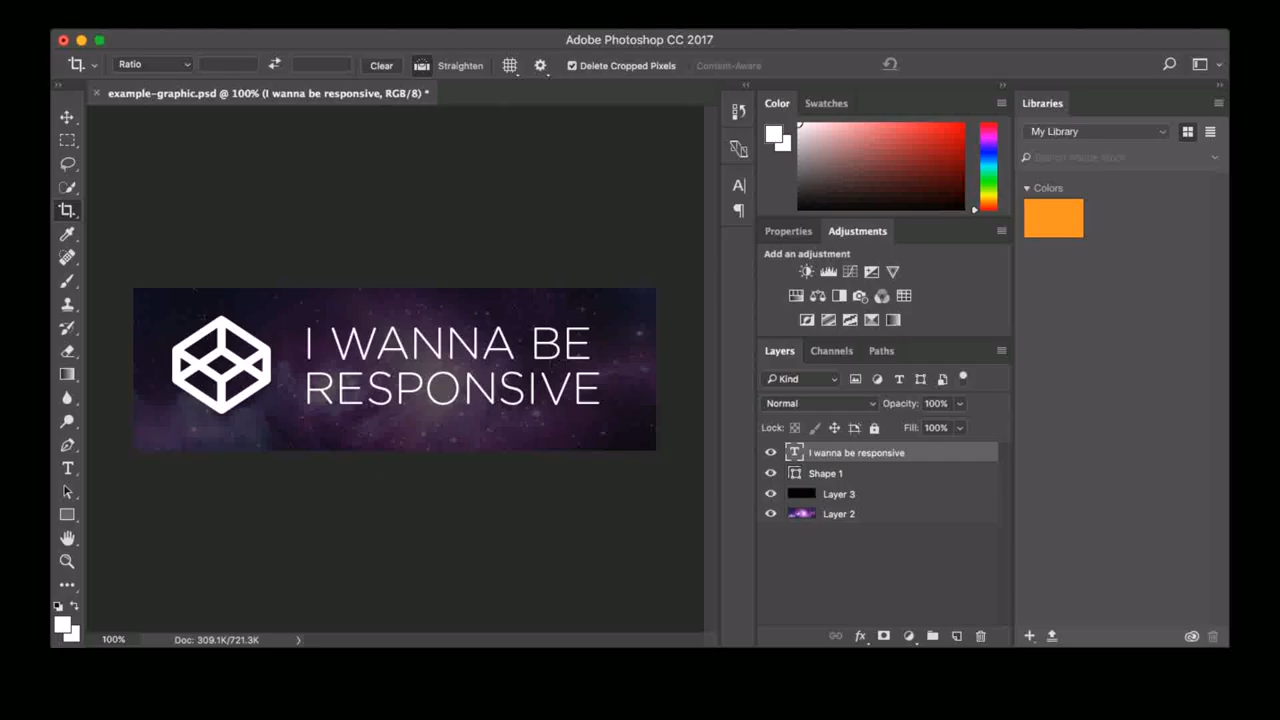 Adobe Photoshop CC 2017
Ratio
Clear
Straighten
Delete Cropped Pixels
Content-Aware
example-graphic.psd @ 100% (I wanna be responsive, RGB/8) *
I WANNA BE
RESPONSIVE
100%
Doc: 309.1K/721.3K
Color
Swatches
Properties
Adjustments
Add an adjustment
Layers
Channels
Paths
Kind
Normal
Opacity: 100%
Lock:
Fill: 100%
I wanna be responsive
Shape 1
Layer 3
Layer 2
Libraries
My Library
Colors